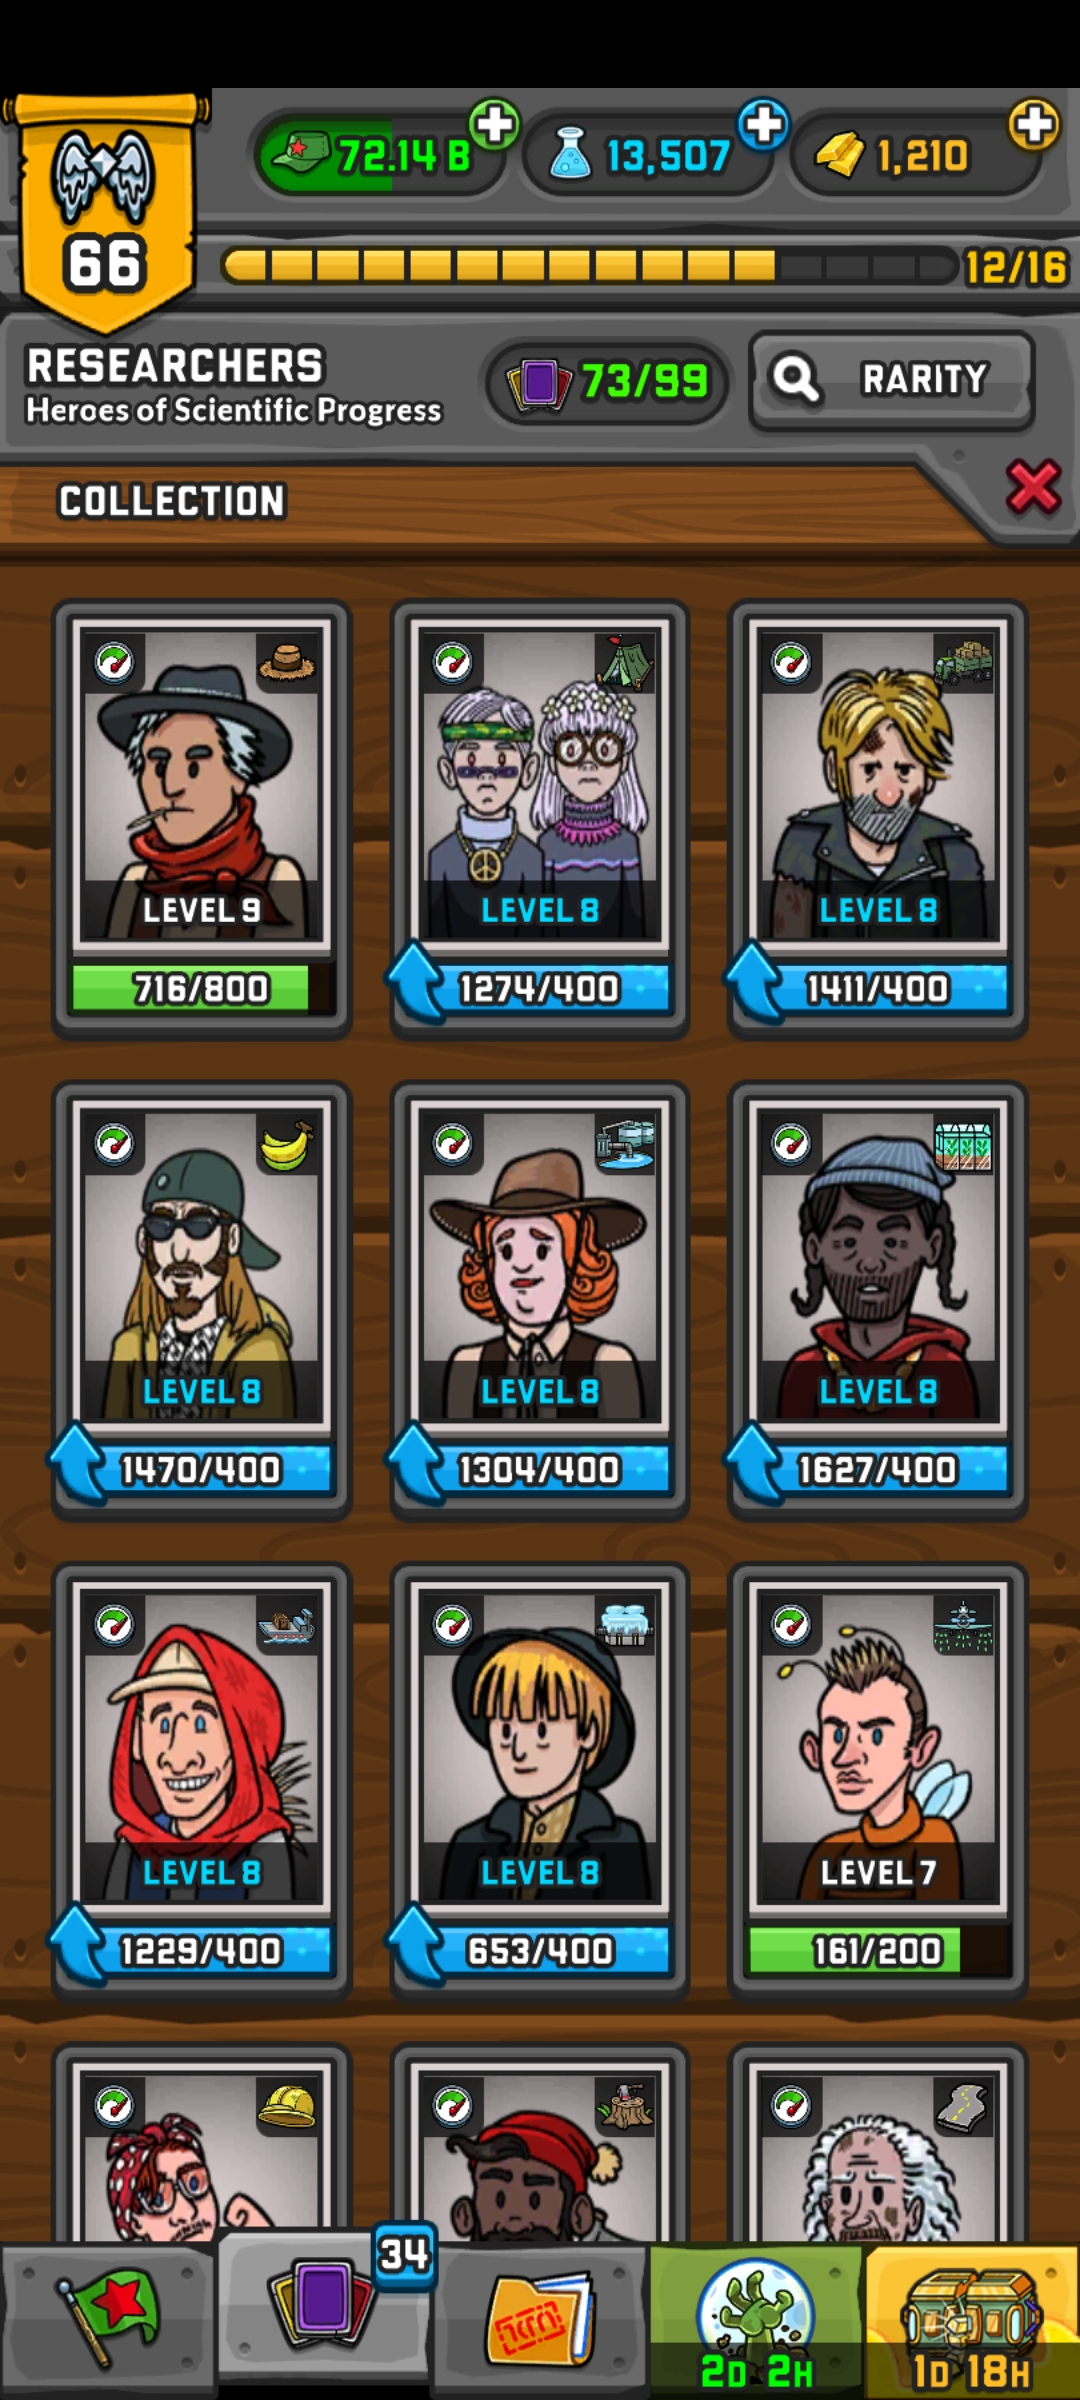 72.14 B
13,507
1,210
66
12/16
RESEARCHERS
Heroes of Scientific Progress
73/99
RARITY
COLLECTION
LEVEL 9
LEVEL 8
LEVEL 8
716/800
1274/400
1411/400
LEVEL 8
LEVEL 8
LEVEL 8
1470/400
1304/400
1627/400
LEVEL 8
LEVEL 8
LEVEL 7
1229/400
653/400
161/200
34
2D 2H
1D 18H